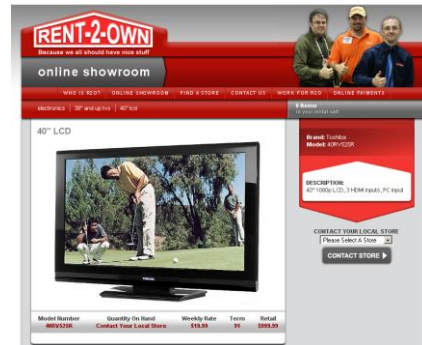 RENT-2-OWN
Because we all should have nice stuff
online showroom
WHO IS R2O? ONLINE SHOWROOM FIND A STORE CONTACT US WORK FOR R2O ONLINE PAYMENTS
electronics | 38" and up tvs | 40" lcd
0 Items
in your rental cart
40" LCD
Brand: Toshiba
Model: 40RV525R
DESCRIPTION:
40" 1080p LCD, 3 HDMI inputs, PC input
CONTACT YOUR LOCAL STORE
Please Select A Store
CONTACT STORE
Model Number Quantity On Hand Weekly Rate Term Retail
40RV525R Contact Your Local Store $19.99 91 $999.99